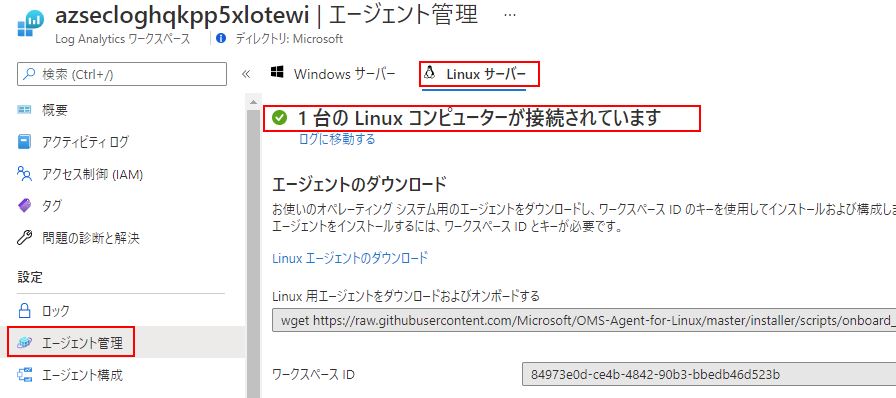 azsecloghqkpp5xlotewi | エージェント管理 ...
Log Analytics ワークスペース ディレクトリ: Microsoft
検索 (Ctrl+/)
«
概要
アクティビティ ログ
アクセス制御 (IAM)
タグ
問題の診断と解決
設定
ロック
エージェント管理
エージェント構成
Windows サーバー
Linux サーバー
1 台の Linux コンピューターが接続されています
ログに移動する
エージェントのダウンロード
お使いのオペレーティング システム用のエージェントをダウンロードし、ワークスペース ID のキーを使用してインストールおよび構成しま
エージェントをインストールするには、ワークスペース ID とキーが必要です。
Linux エージェントのダウンロード
Linux 用エージェントをダウンロードおよびオンボードする
wget https://raw.githubusercontent.com/Microsoft/OMS-Agent-for-Linux/master/installer/scripts/onboard_
ワークスペース ID
84973e0d-ce4b-4842-90b3-bbedb46d523b